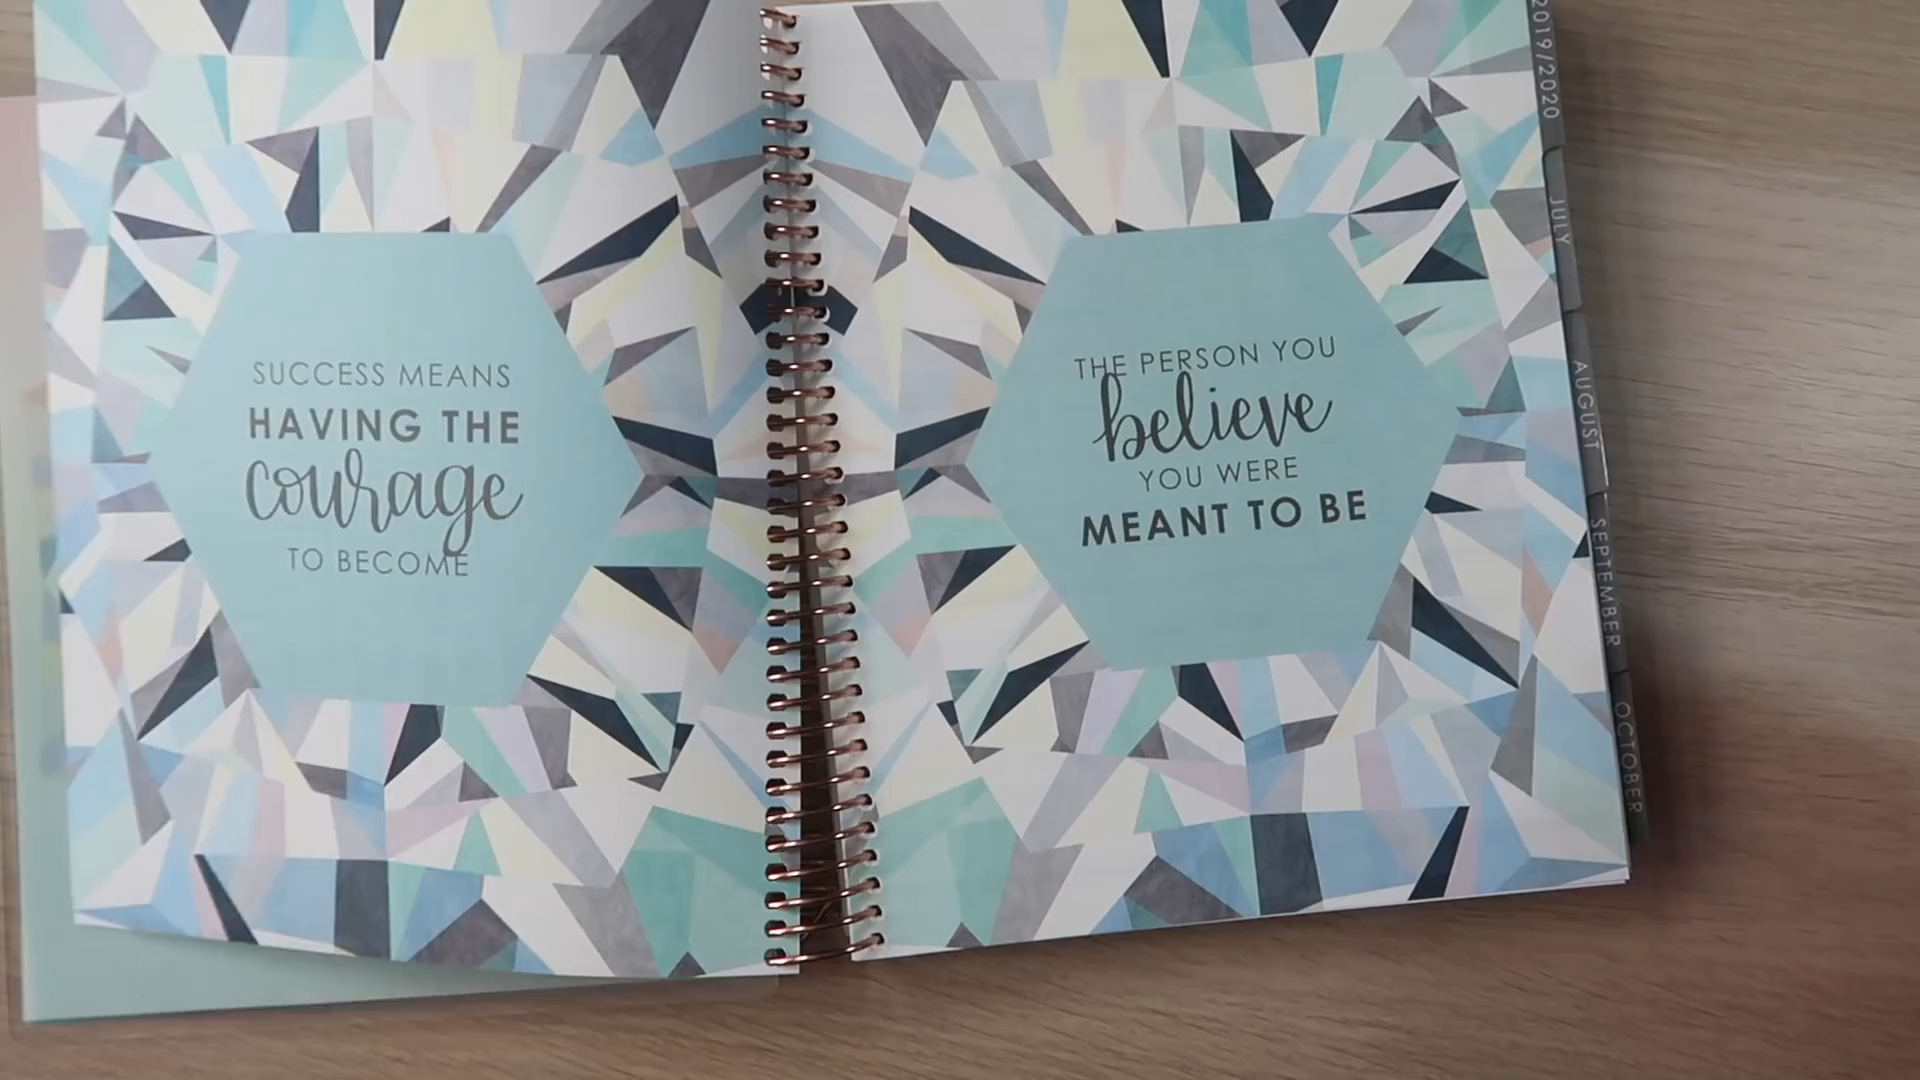 SUCCESS MEANS
HAVING THE
courage
TO BECOME
THE PERSON YOU
believe
YOU WERE
MEANT TO BE
2019/2020
JULY
AUGUST
SEPTEMBER
OCTOBER